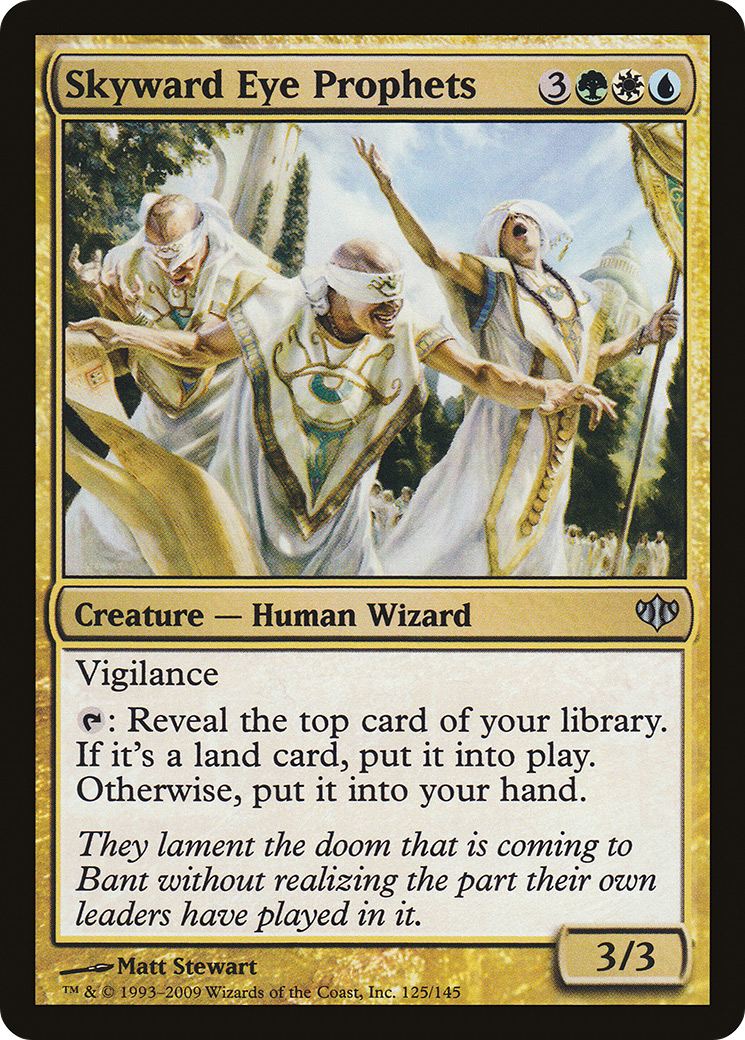 Skyward Eye Prophets 3
Creature — Human Wizard
Vigilance
: Reveal the top card of your library.
If it's a land card, put it into play.
Otherwise, put it into your hand.
They lament the doom that is coming to
Bant without realizing the part their own
leaders have played in it.
3/3
Matt Stewart
™ & © 1993–2009 Wizards of the Coast, Inc. 125/145